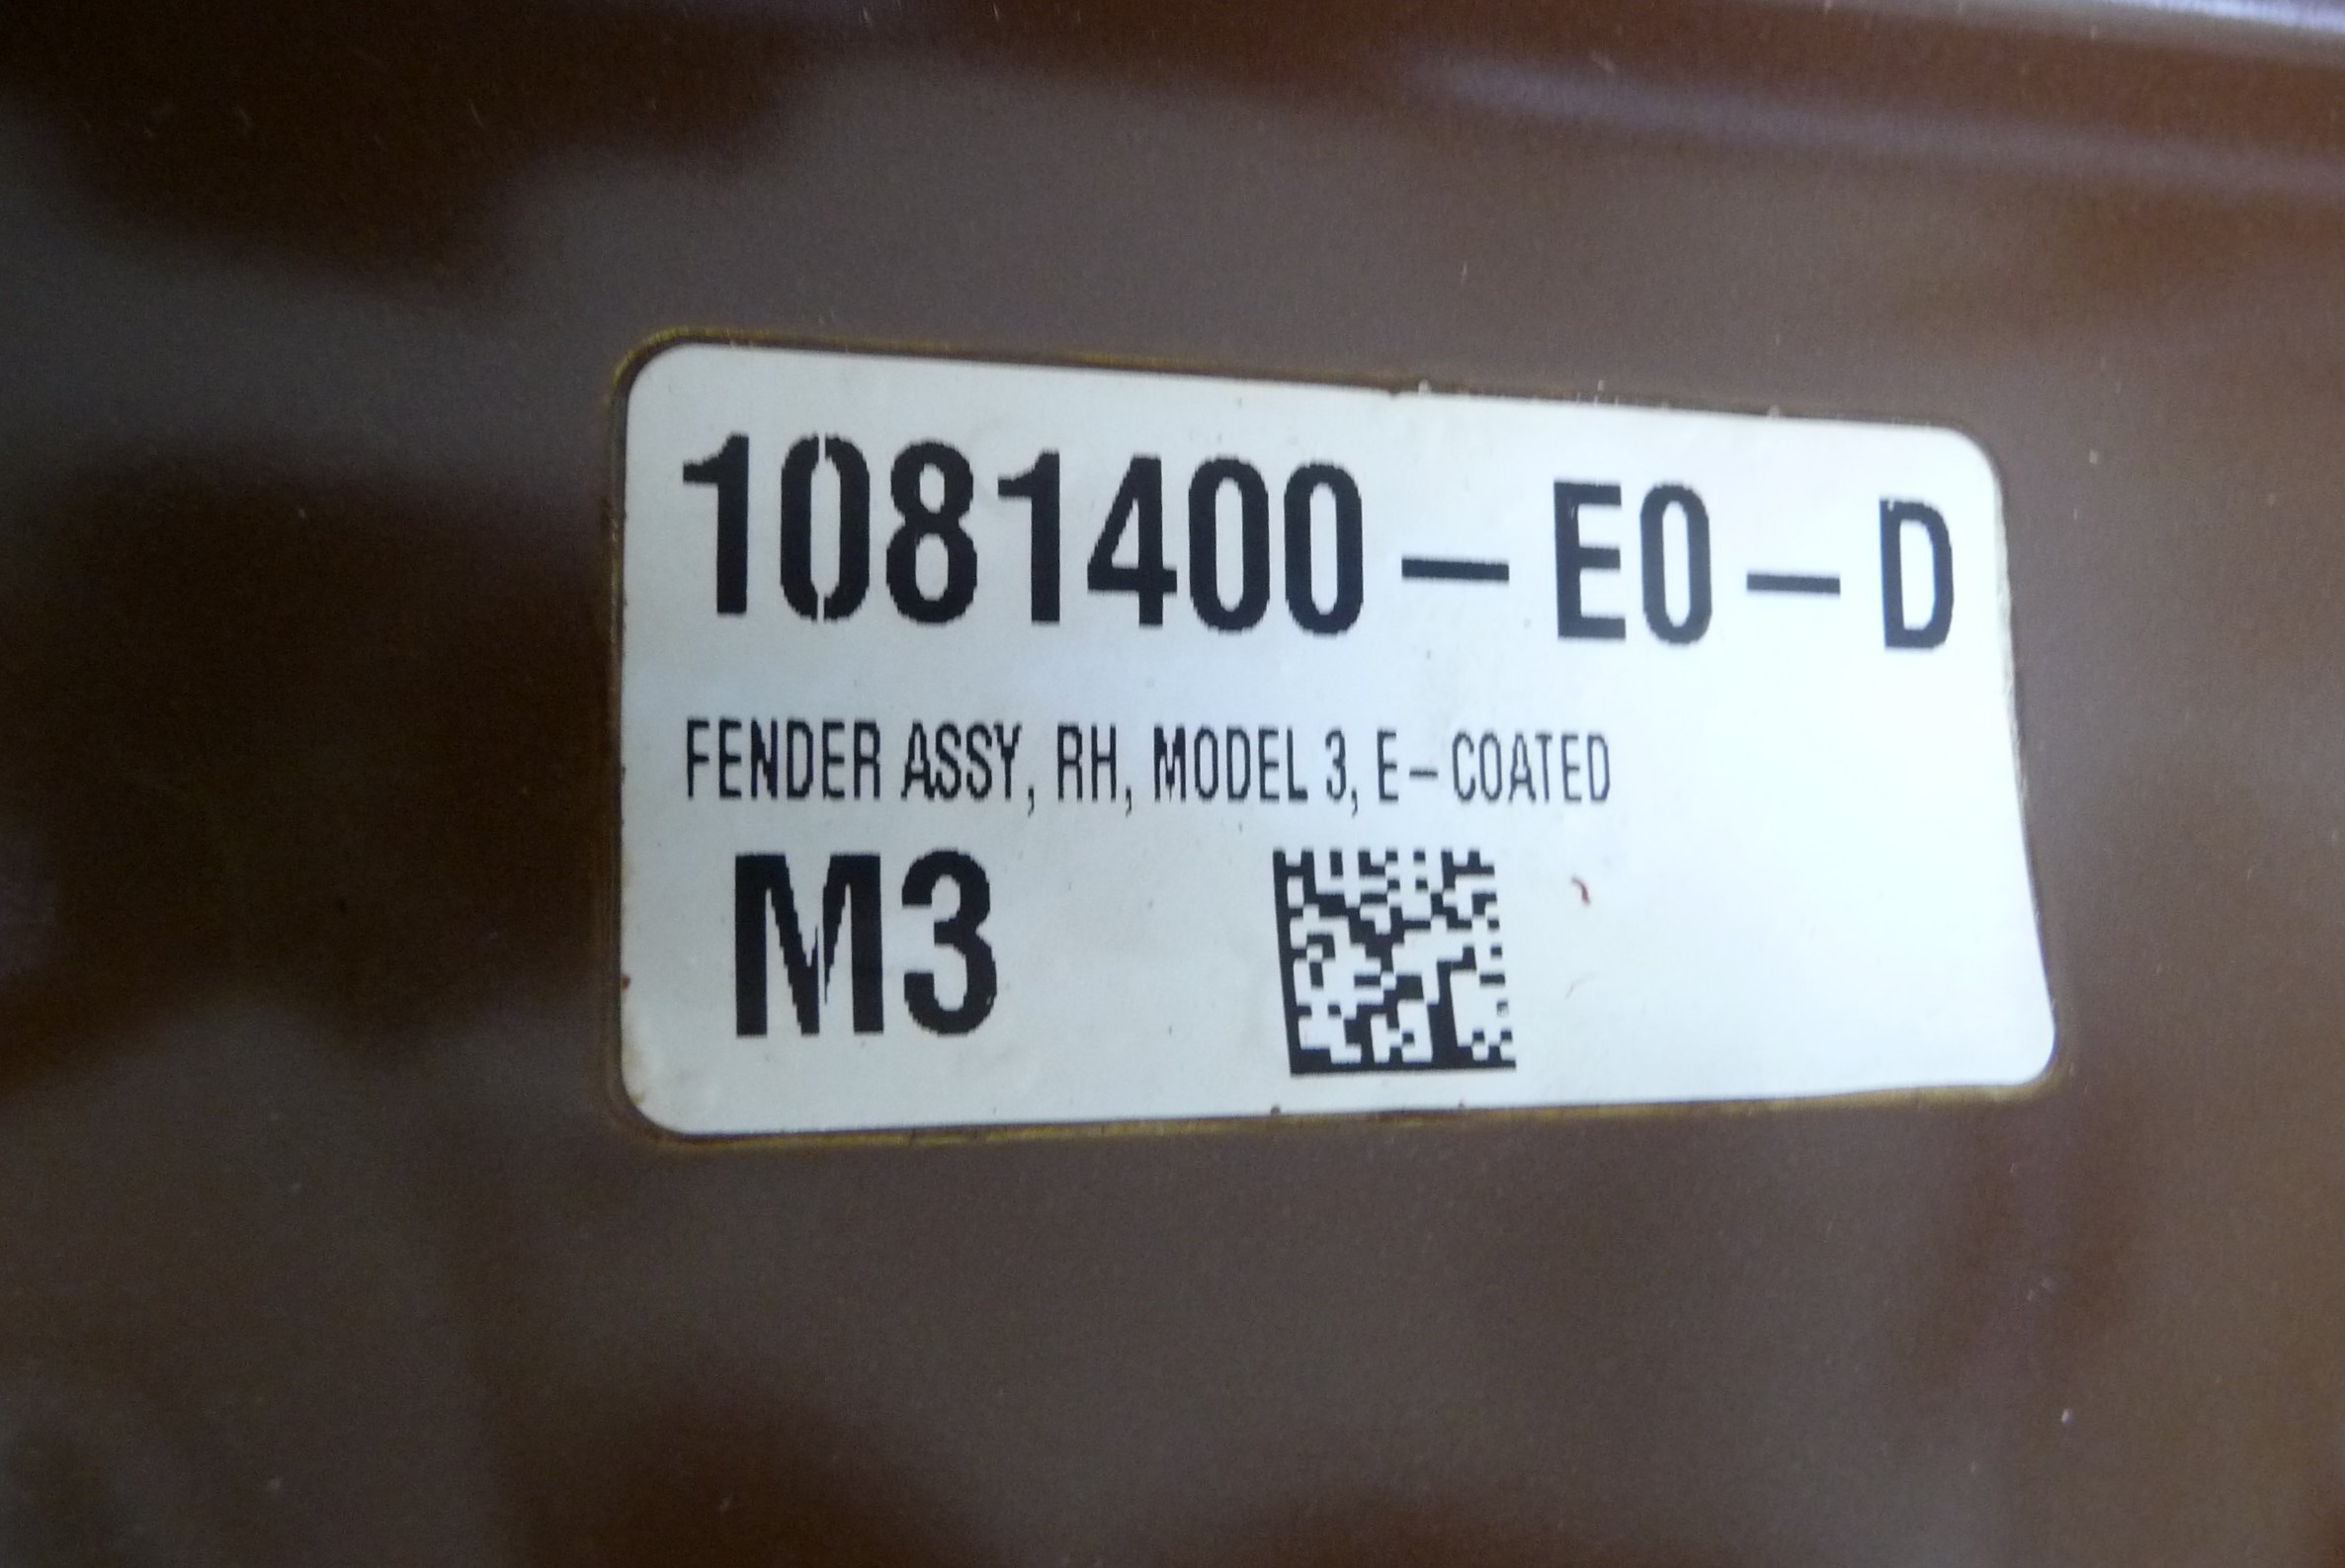 1081400-E0-D
FENDER ASSY, RH, MODEL 3, E-COATED
M3